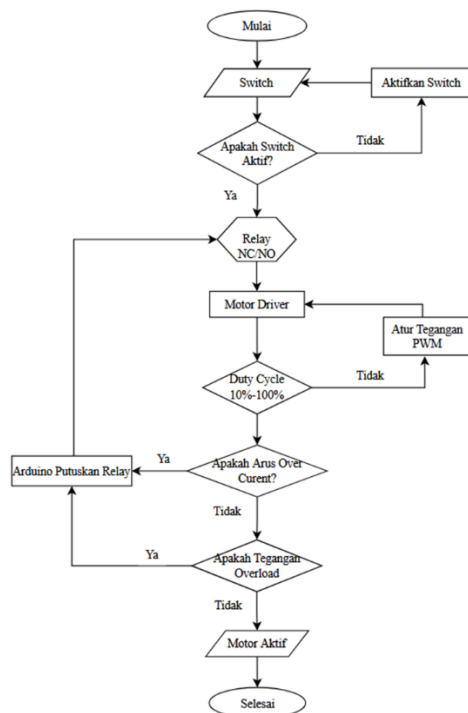 Mulai
Switch
Aktifkan Switch
Apakah Switch
Aktif?
Tidak
Ya
Relay
NC/NO
Motor Driver
Atur Tegangan
PWM
Duty Cycle
10%-100%
Tidak
Arduino Putuskan Relay
Ya
Apakah Arus Over
Curent?
Tidak
Ya
Apakah Tegangan
Overload
Tidak
Motor Aktif
Selesai